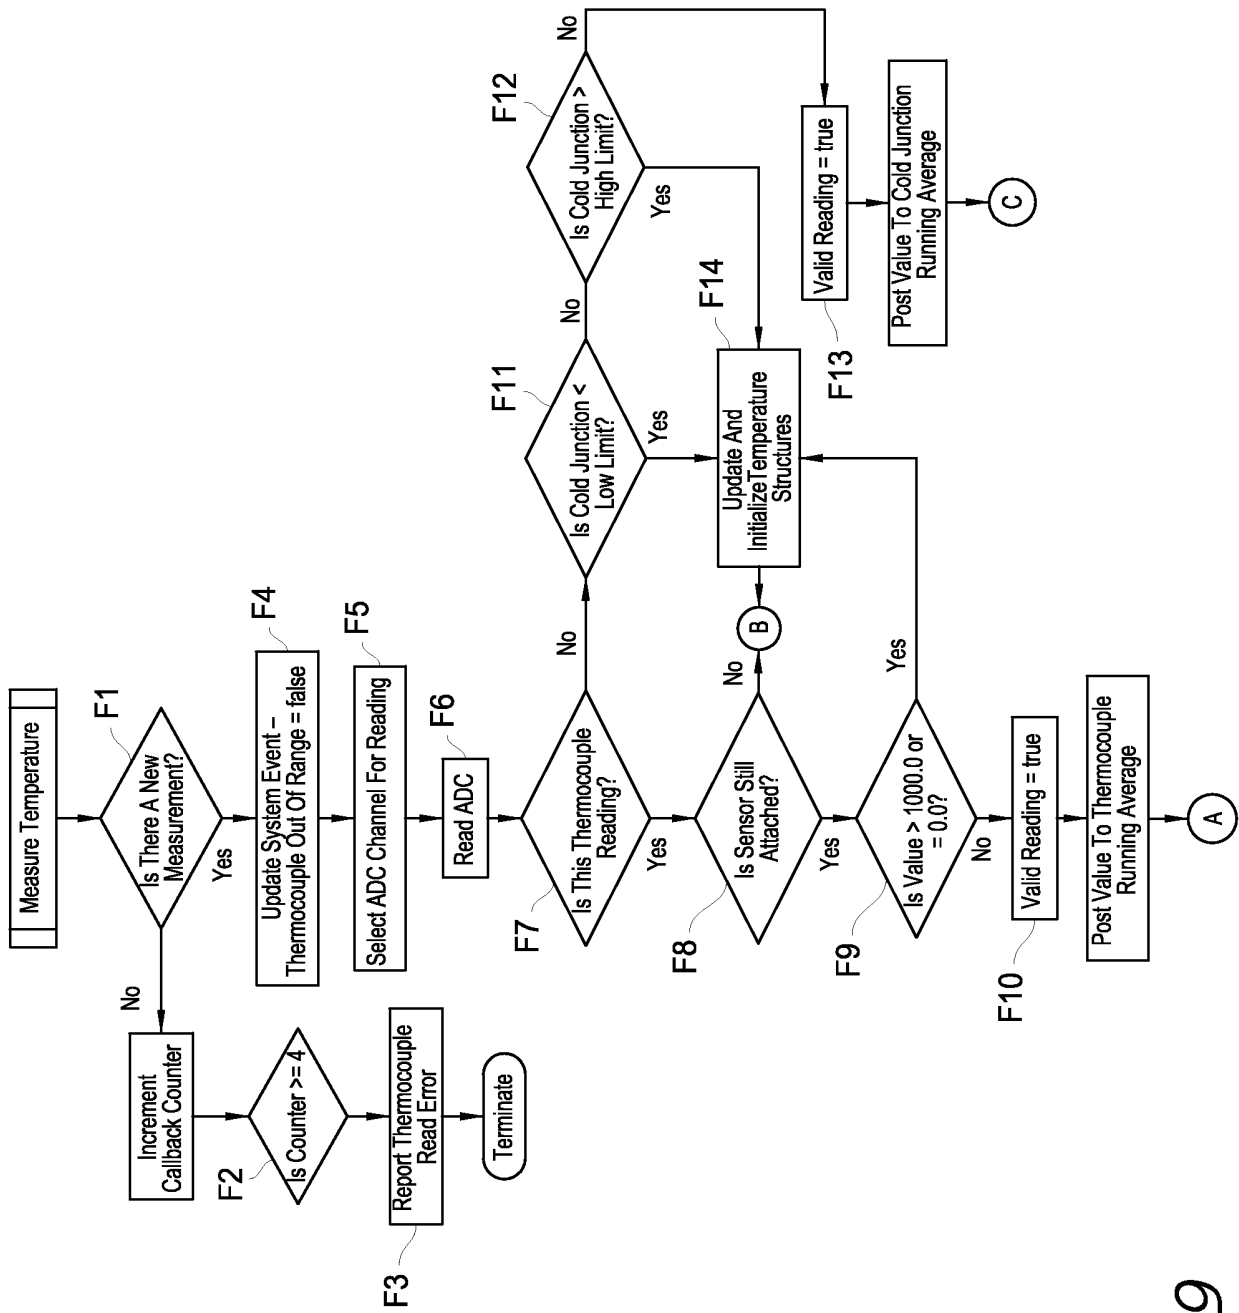 Measure Temperature
F1
Is There A New
Measurement?
No
Yes
Increment
Callback Counter
F2
Is Counter >= 4
F3
Report Thermocouple
Read Error
Terminate
F4
Update System Event –
Thermocouple Out Of Range = false
F5
Select ADC Channel For Reading
F6
Read ADC
F7
Is This Thermocouple
Reading?
No
Yes
F8
Is Sensor Still
Attached?
No
Yes
B
F9
Is Value > 1000.0 or
= 0.0?
Yes
No
F10
Valid Reading = true
Post Value To Thermocouple
Running Average
A
F11
Is Cold Junction <
Low Limit?
No
Yes
F12
Is Cold Junction >
High Limit?
No
Yes
F14
Update And
InitializeTemperature
Structures
F13
Valid Reading = true
Post Value To Cold Junction
Running Average
C
9